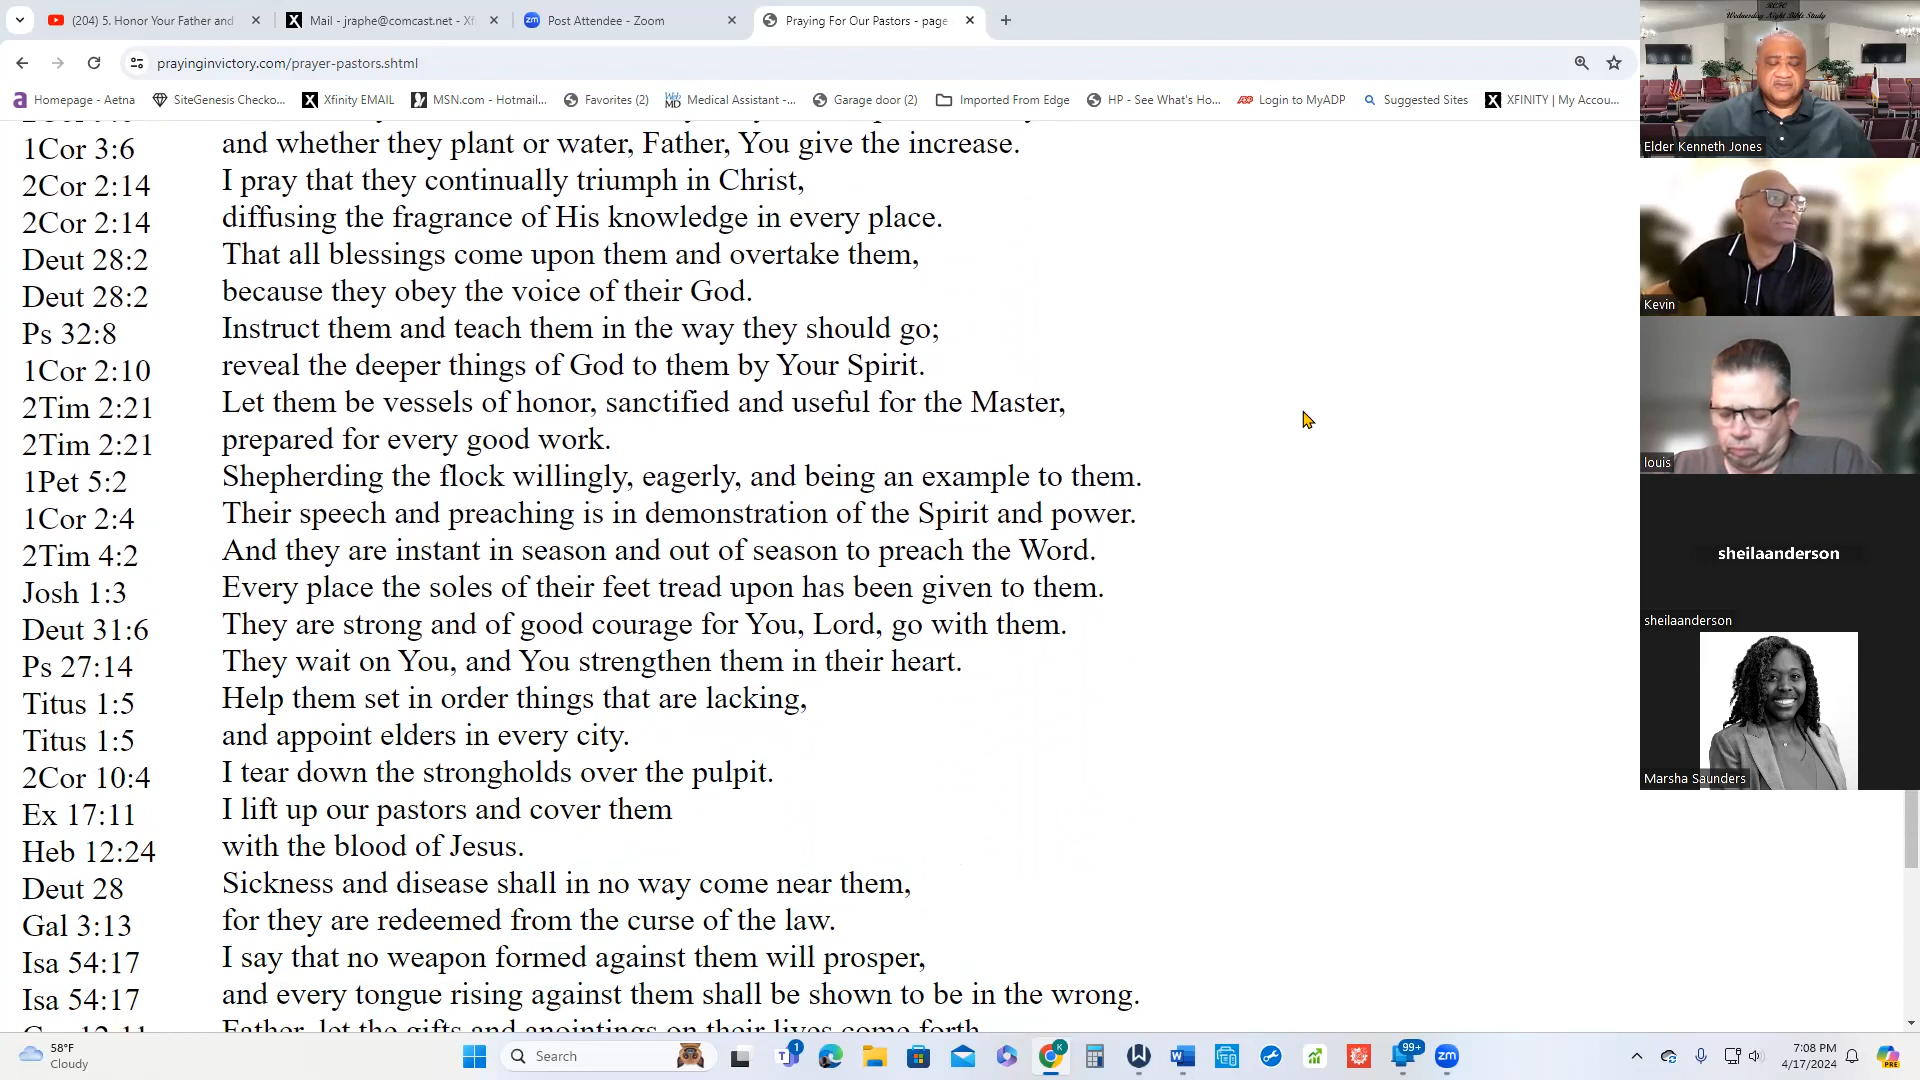 (204) 5. Honor Your Father and
Mail - jraphe@comcast.net - Xf
Post Attendee - Zoom
Praying For Our Pastors - page
prayinginvictory.com/prayer-pastors.shtml
Homepage - Aetna
SiteGenesis Checko...
Xfinity EMAIL
MSN.com - Hotmail...
Favorites (2)
Medical Assistant -...
Garage door (2)
Imported From Edge
HP - See What's Ho...
Login to MyADP
Suggested Sites
XFINITY | My Accou...
1Cor 3:6 and whether they plant or water, Father, You give the increase.
2Cor 2:14 I pray that they continually triumph in Christ,
2Cor 2:14 diffusing the fragrance of His knowledge in every place.
Deut 28:2 That all blessings come upon them and overtake them,
Deut 28:2 because they obey the voice of their God.
Ps 32:8 Instruct them and teach them in the way they should go;
1Cor 2:10 reveal the deeper things of God to them by Your Spirit.
2Tim 2:21 Let them be vessels of honor, sanctified and useful for the Master,
2Tim 2:21 prepared for every good work.
1Pet 5:2 Shepherding the flock willingly, eagerly, and being an example to them.
1Cor 2:4 Their speech and preaching is in demonstration of the Spirit and power.
2Tim 4:2 And they are instant in season and out of season to preach the Word.
Josh 1:3 Every place the soles of their feet tread upon has been given to them.
Deut 31:6 They are strong and of good courage for You, Lord, go with them.
Ps 27:14 They wait on You, and You strengthen them in their heart.
Titus 1:5 Help them set in order things that are lacking,
Titus 1:5 and appoint elders in every city.
2Cor 10:4 I tear down the strongholds over the pulpit.
Ex 17:11 I lift up our pastors and cover them
Heb 12:24 with the blood of Jesus.
Deut 28 Sickness and disease shall in no way come near them,
Gal 3:13 for they are redeemed from the curse of the law.
Isa 54:17 I say that no weapon formed against them will prosper,
Isa 54:17 and every tongue rising against them shall be shown to be in the wrong.
Father, let the gifts and anointings on their lives come forth
Wednesday Night Bible Study
Elder Kenneth Jones
Kevin
louis
sheilaanderson
sheilaanderson
Marsha Saunders
58°F
Cloudy
Search
1
K
99+
7:08 PM
4/17/2024
PRE